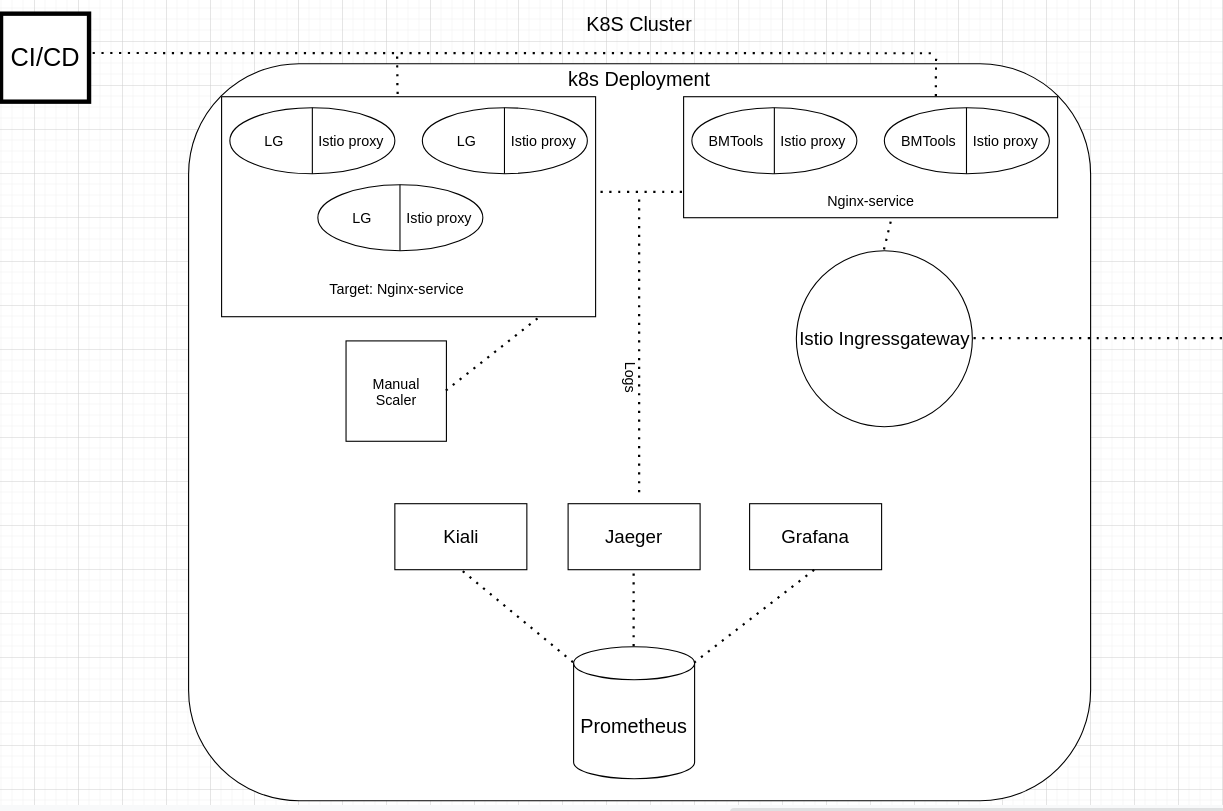 K8S Cluster
CI/CD
k8s Deployment
LG
Istio proxy
LG
Istio proxy
BMTools
Istio proxy
BMTools
Istio proxy
LG
Istio proxy
Nginx-service
Target: Nginx-service
Istio Ingressgateway
Manual
Scaler
Logs
Kiali
Jaeger
Grafana
Prometheus